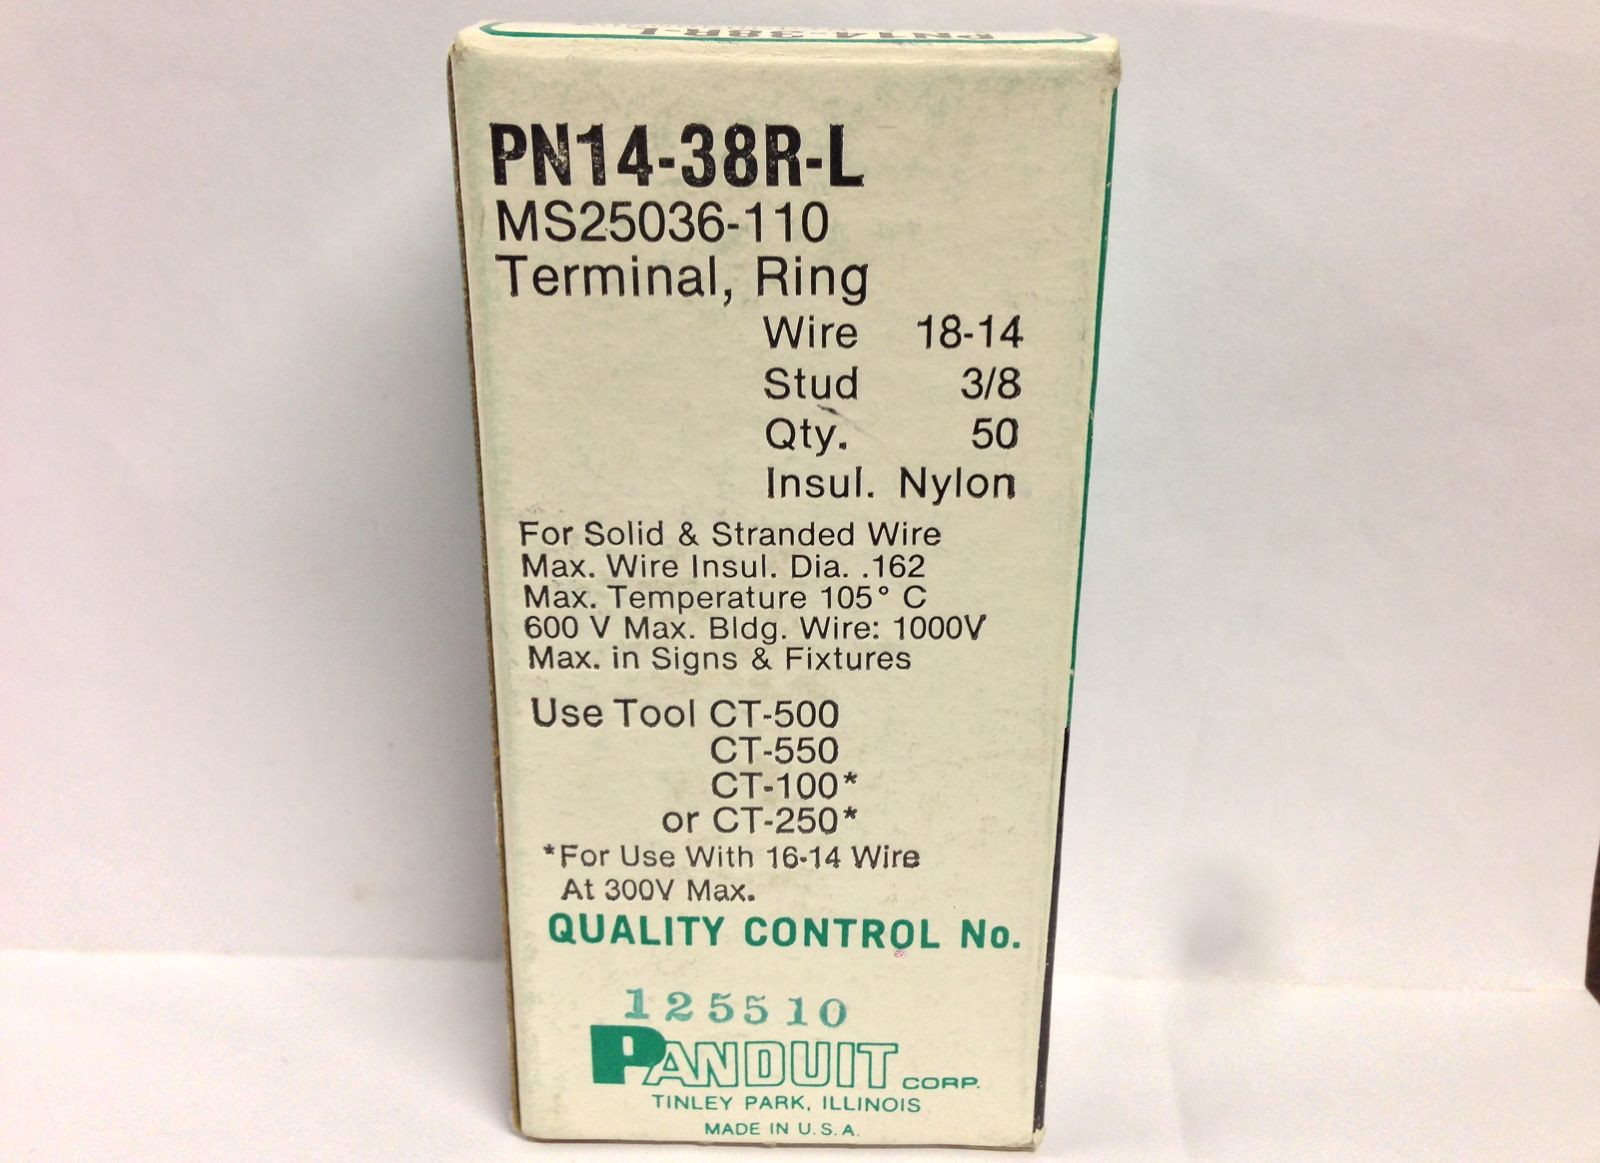 PN14-38R-L
PN14-38R-L
MS25036-110
Terminal, Ring
Wire 18-14
Stud 3/8
Qty. 50
Insul. Nylon
For Solid & Stranded Wire
Max. Wire Insul. Dia. .162
Max. Temperature 105° C
600 V Max. Bldg. Wire: 1000V
Max. in Signs & Fixtures
Use Tool CT-500
CT-550
CT-100*
or CT-250*
*For Use With 16-14 Wire
At 300V Max.
QUALITY CONTROL No.
125510
PANDUIT CORP.
TINLEY PARK, ILLINOIS
MADE IN U.S.A.